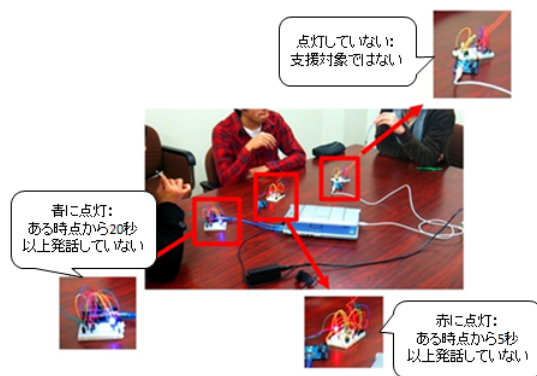 点灯していない:
支援対象ではない
青に点灯:
ある時点から20秒
以上発話していない
赤に点灯:
ある時点から5秒
以上発話していない